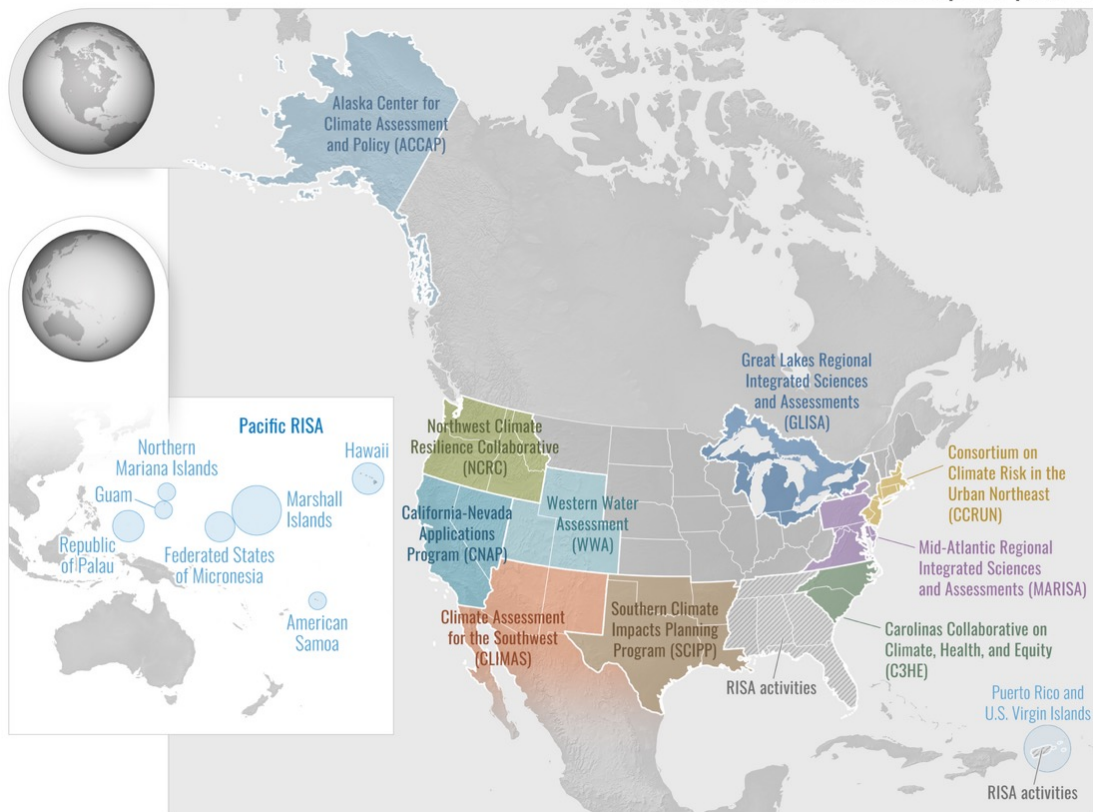 Alaska Center for
Climate Assessment
and Policy (ACCAP)
Great Lakes Regional
Integrated Sciences
and Assessments
(GLISA)
Northwest Climate
Resilience Collaborative
(NCRC)
Consortium on
Climate Risk in the
Urban Northeast
(CCRUN)
California-Nevada
Applications
Program (CNAP)
Western Water
Assessment
(WWA)
Mid-Atlantic Regional
Integrated Sciences
and Assessments (MARISA)
Climate Assessment
for the Southwest
(CLIMAS)
Southern Climate
Impacts Planning
Program (SCIPP)
Carolinas Collaborative on
Climate, Health, and Equity
(C3HE)
RISA activities
Puerto Rico and
U.S. Virgin Islands
RISA activities
Pacific RISA
Northern
Mariana Islands
Hawaii
Guam
Marshall
Islands
Republic
of Palau
Federated States
of Micronesia
American
Samoa